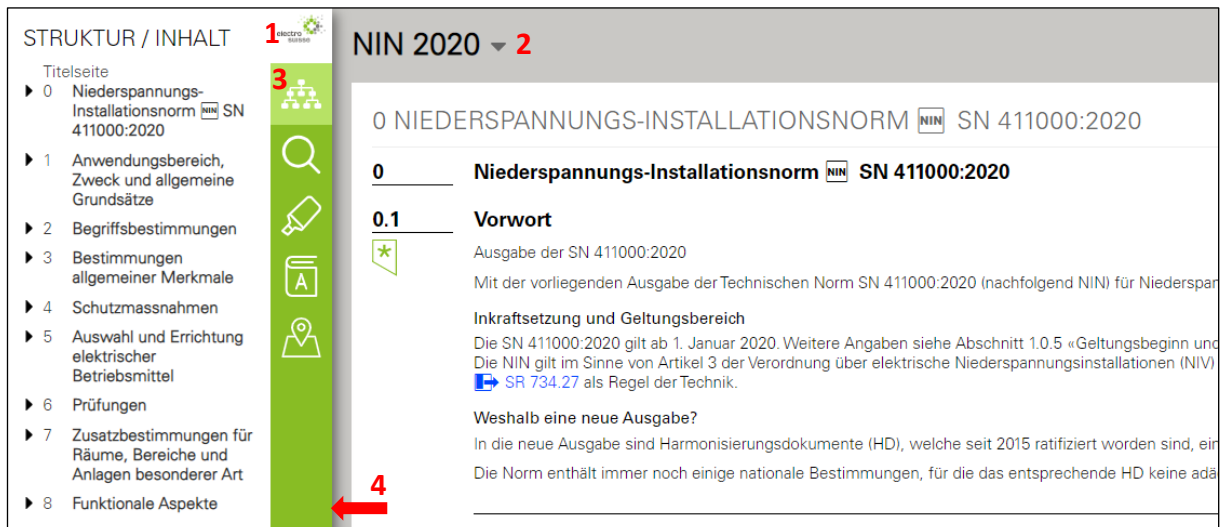 STRUKTUR / INHALT
Titelseite
0 Niederspannungs-
Installationsnorm NIN SN
411000:2020
1 Anwendungsbereich,
Zweck und allgemeine
Grundsätze
2 Begriffsbestimmungen
3 Bestimmungen
allgemeiner Merkmale
4 Schutzmassnahmen
5 Auswahl und Errichtung
elektrischer
Betriebsmittel
6 Prüfungen
7 Zusatzbestimmungen für
Räume, Bereiche und
Anlagen besonderer Art
8 Funktionale Aspekte
1
electro
suisse
3
A
4
NIN 2020 2
0 NIEDERSPANNUNGS-INSTALLATIONSNORM NIN SN 411000:2020
0 Niederspannungs-Installationsnorm NIN SN 411000:2020
0.1 Vorwort
*
Ausgabe der SN 411000:2020
Mit der vorliegenden Ausgabe der Technischen Norm SN 411000:2020 (nachfolgend NIN) für Niederspan
Inkraftsetzung und Geltungsbereich
Die SN 411000:2020 gilt ab 1. Januar 2020. Weitere Angaben siehe Abschnitt 1.0.5 «Geltungsbeginn und
Die NIN gilt im Sinne von Artikel 3 der Verordnung über elektrische Niederspannungsinstallationen (NIV)
SR 734.27 als Regel der Technik.
Weshalb eine neue Ausgabe?
In die neue Ausgabe sind Harmonisierungsdokumente (HD), welche seit 2015 ratifiziert worden sind, ein
Die Norm enthält immer noch einige nationale Bestimmungen, für die das entsprechende HD keine adä